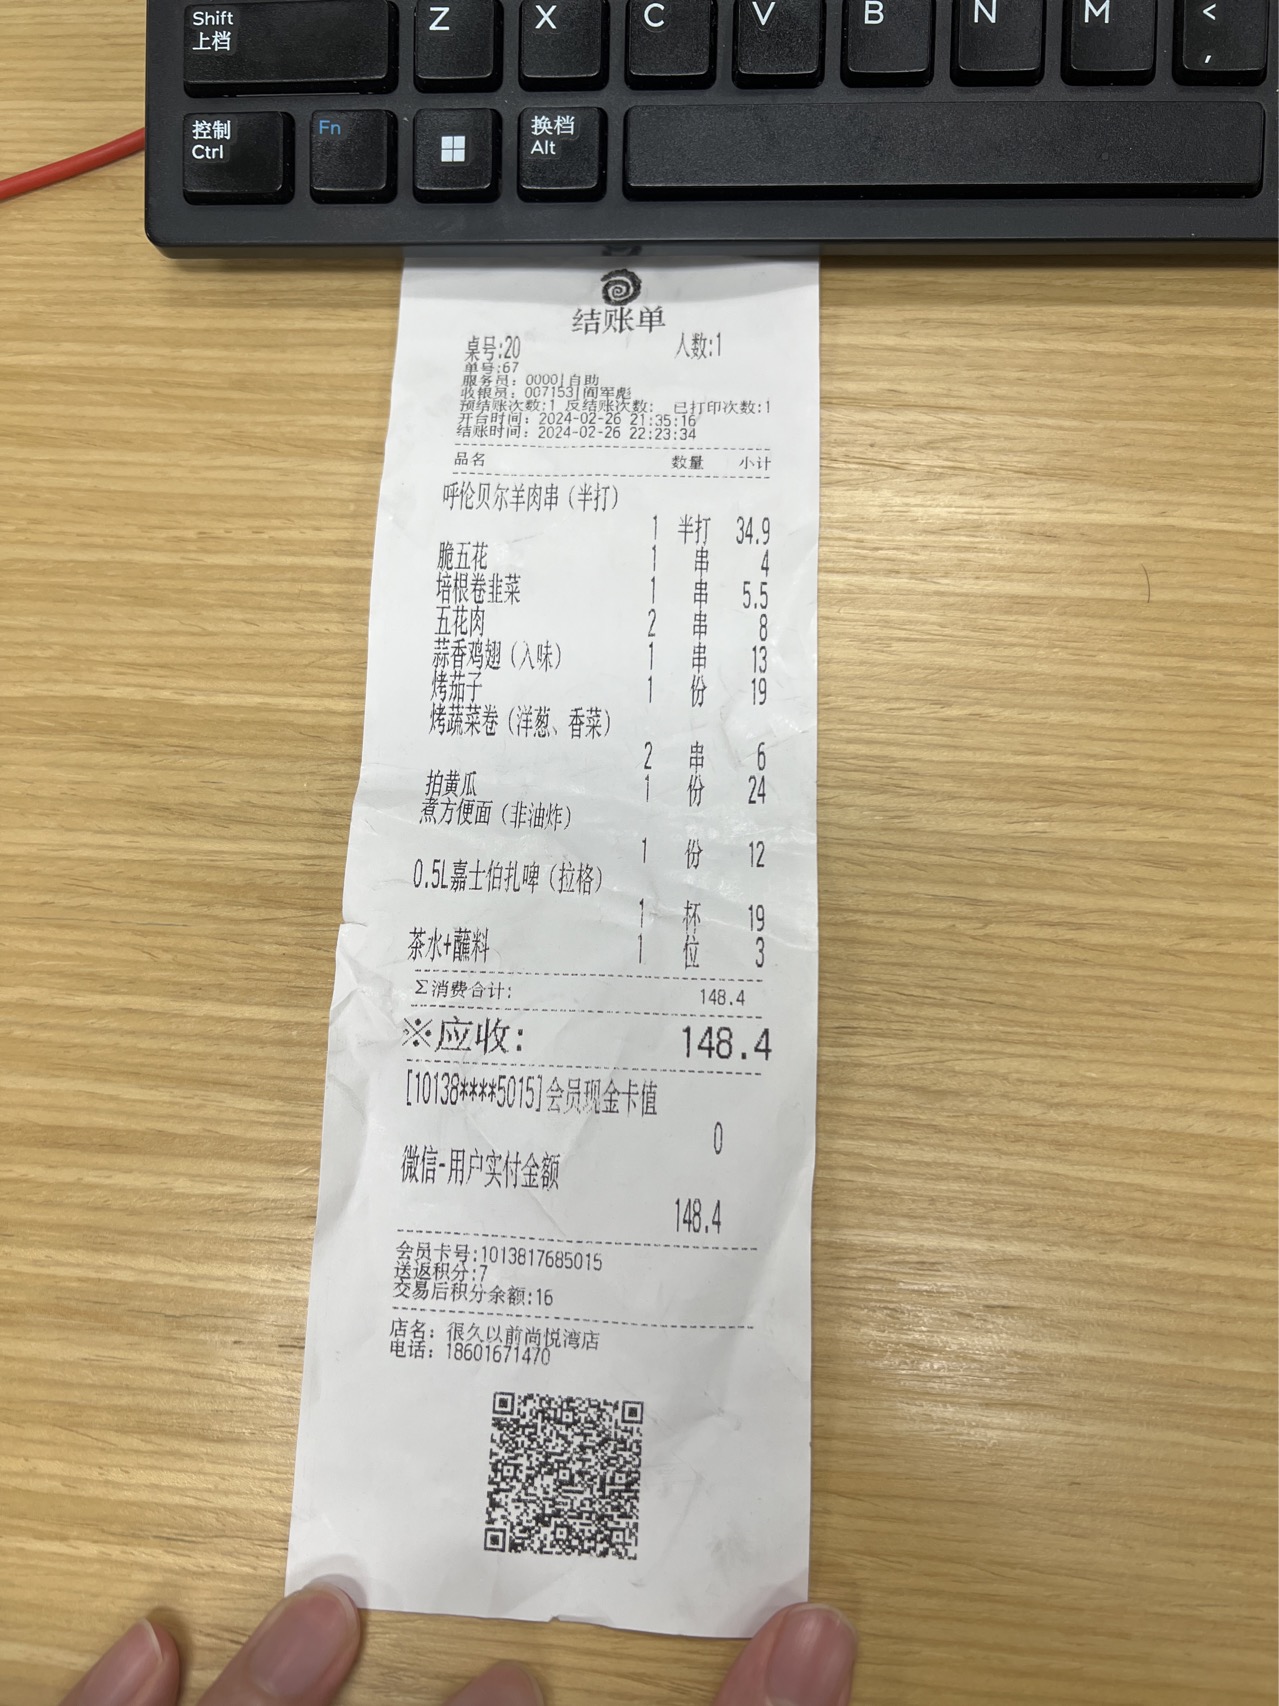 Shift
上档
Z X C V B N M <
,
控制
Ctrl
Fn
换档
Alt
结账单
桌号:20 人数:1
单号:67
服务员: 0000|自助
收银员: 007153|阎军彪
预结账次数:1 反结账次数: 已打印次数:1
开台时间: 2024-02-26 21:35:16
结账时间: 2024-02-26 22:23:34
品名 数量 小计
呼伦贝尔羊肉串(半打)
1 半打 34.9
脆五花 1 串 4
培根卷韭菜 1 串 5.5
五花肉 2 串 8
蒜香鸡翅(入味) 1 串 13
烤茄子 1 份 19
烤蔬菜卷(洋葱、香菜)
2 串 6
拍黄瓜 1 份 24
煮方便面(非油炸)
1 份 12
0.5L嘉士伯扎啤(拉格)
1 杯 19
茶水+蘸料 1 位 3
Σ消费合计: 148.4
※应收: 148.4
[10138****5015]会员现金卡值
0
微信-用户实付金额
148.4
会员卡号:1013817685015
送返积分:7
交易后积分余额:16
店名: 很久以前尚悦湾店
电话: 18601671470